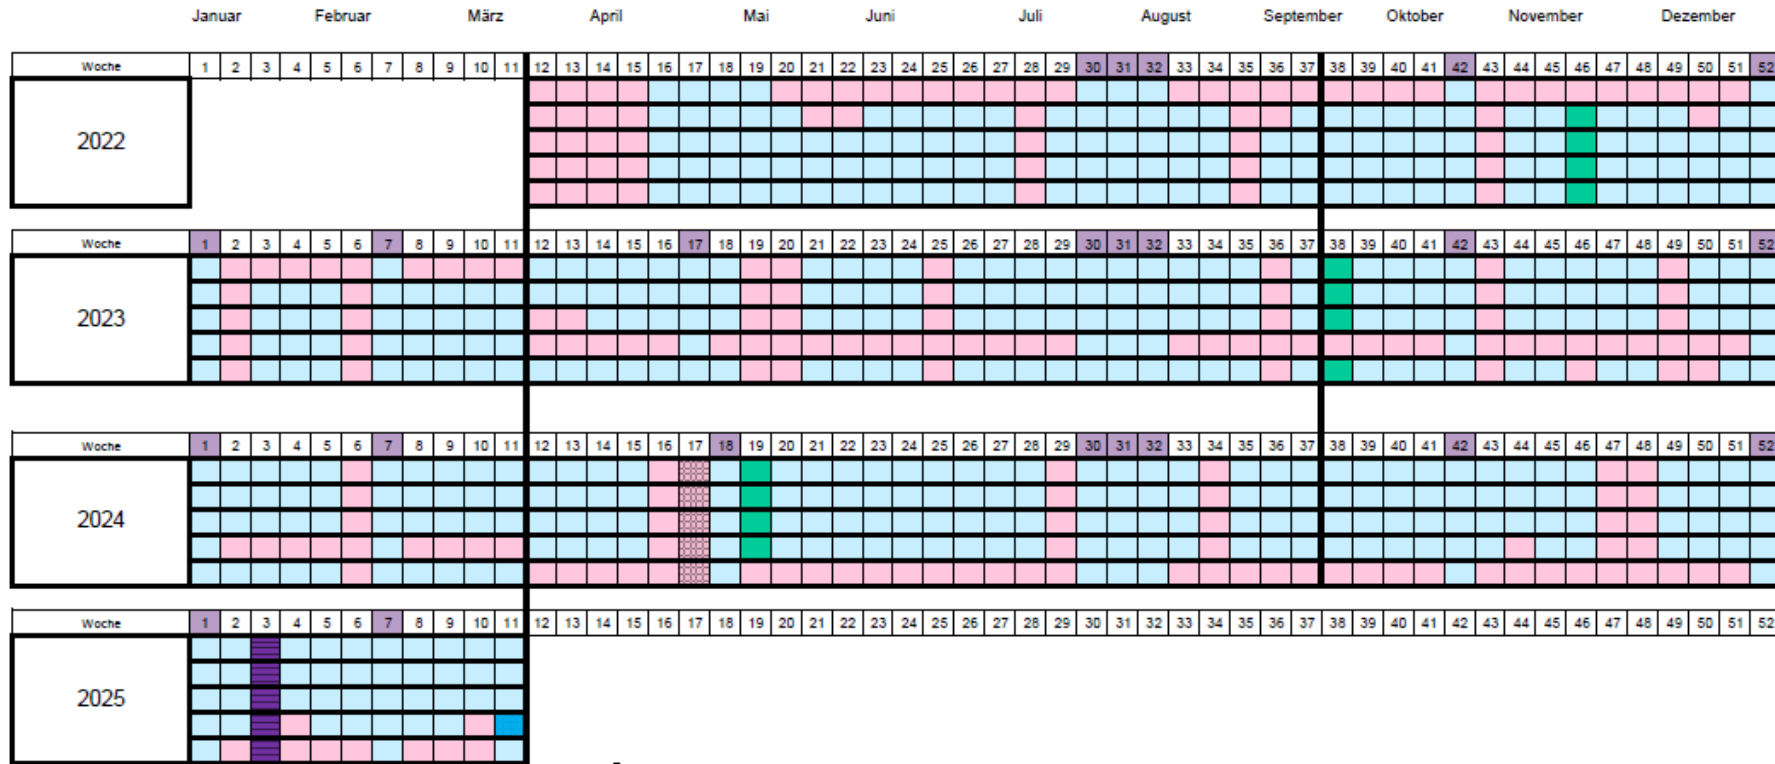 Januar Februar März April Mai Juni Juli August September Oktober November Dezember
Woche 1 2 3 4 5 6 7 8 9 10 11 12 13 14 15 16 17 18 19 20 21 22 23 24 25 26 27 28 29 30 31 32 33 34 35 36 37 38 39 40 41 42 43 44 45 46 47 48 49 50 51 52
2022
Woche 1 2 3 4 5 6 7 8 9 10 11 12 13 14 15 16 17 18 19 20 21 22 23 24 25 26 27 28 29 30 31 32 33 34 35 36 37 38 39 40 41 42 43 44 45 46 47 48 49 50 51 52
2023
Woche 1 2 3 4 5 6 7 8 9 10 11 12 13 14 15 16 17 18 19 20 21 22 23 24 25 26 27 28 29 30 31 32 33 34 35 36 37 38 39 40 41 42 43 44 45 46 47 48 49 50 51 52
2024
Woche 1 2 3 4 5 6 7 8 9 10 11 12 13 14 15 16 17 18 19 20 21 22 23 24 25 26 27 28 29 30 31 32 33 34 35 36 37 38 39 40 41 42 43 44 45 46 47 48 49 50 51 52
2025